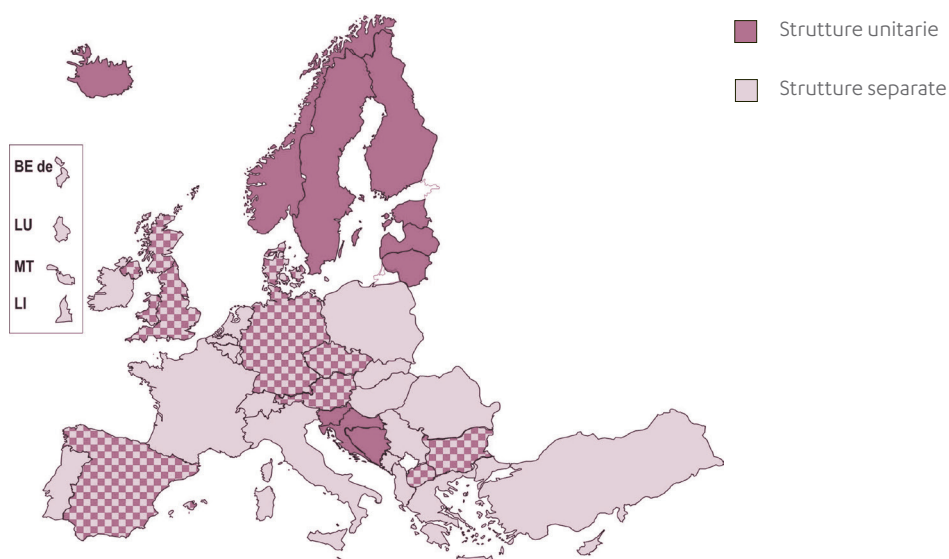 Strutture unitarie
Strutture separate
BE de
LU
MT
LI